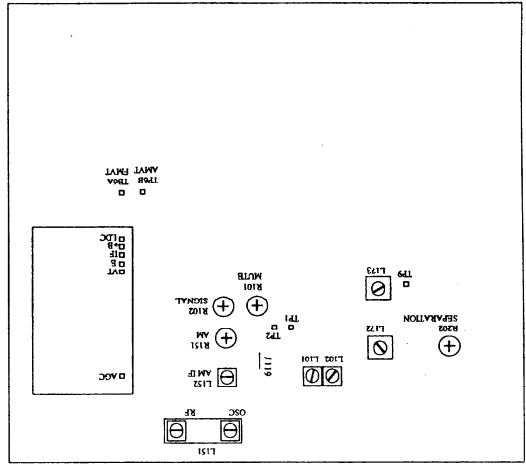 L151
OSC
RF
AGC
L152
AM IF
J119
L102
L101
R151
AM
L172
R202
SEPARATION
TP1
TP2
R102
SIGNAL
R101
MUTE
TP9
L173
VT
E
IF
B+
LDC
TP6B
AMVT
TP6A
FMVT